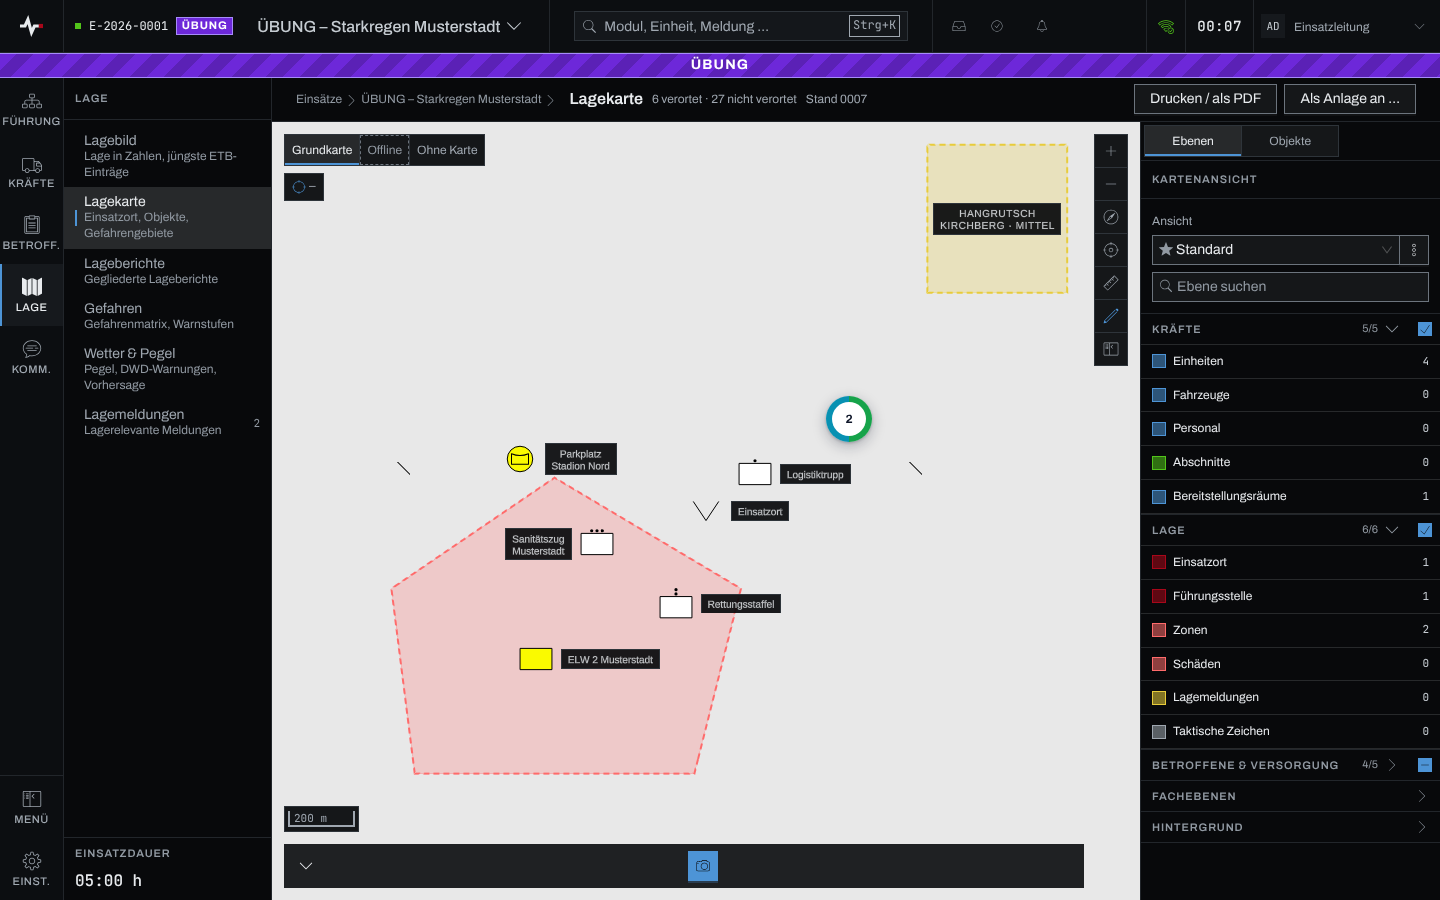 E-2026-0001 ÜBUNG ÜBUNG – Starkregen Musterstadt
Modul, Einheit, Meldung ... Strg+K
00:07 AD Einsatzleitung
ÜBUNG
FÜHRUNG
KRÄFTE
BETROFF.
LAGE
KOMM.
MENÜ
EINST.
LAGE
Lagebild
Lage in Zahlen, jüngste ETB-
Einträge
Lagekarte
Einsatzort, Objekte,
Gefahrengebiete
Lageberichte
Gegliederte Lageberichte
Gefahren
Gefahrenmatrix, Warnstufen
Wetter & Pegel
Pegel, DWD-Warnungen,
Vorhersage
Lagemeldungen
Lagerelevante Meldungen 2
EINSATZDAUER
05:00 h
Einsätze ÜBUNG – Starkregen Musterstadt Lagekarte 6 verortet · 27 nicht verortet Stand 0007
Drucken / als PDF Als Anlage an ...
Grundkarte Offline Ohne Karte
–
HANGRUTSCH
KIRCHBERG · MITTEL
2
Parkplatz
Stadion Nord
Logistiktrupp
Einsatzort
Sanitätszug
Musterstadt
Rettungsstaffel
ELW 2 Musterstadt
200 m
Ebenen Objekte
KARTENANSICHT
Ansicht
Standard
Ebene suchen
KRÄFTE 5/5
Einheiten 4
Fahrzeuge 0
Personal 0
Abschnitte 0
Bereitstellungsräume 1
LAGE 6/6
Einsatzort 1
Führungsstelle 1
Zonen 2
Schäden 0
Lagemeldungen 0
Taktische Zeichen 0
BETROFFENE & VERSORGUNG 4/5
FACHEBENEN
HINTERGRUND